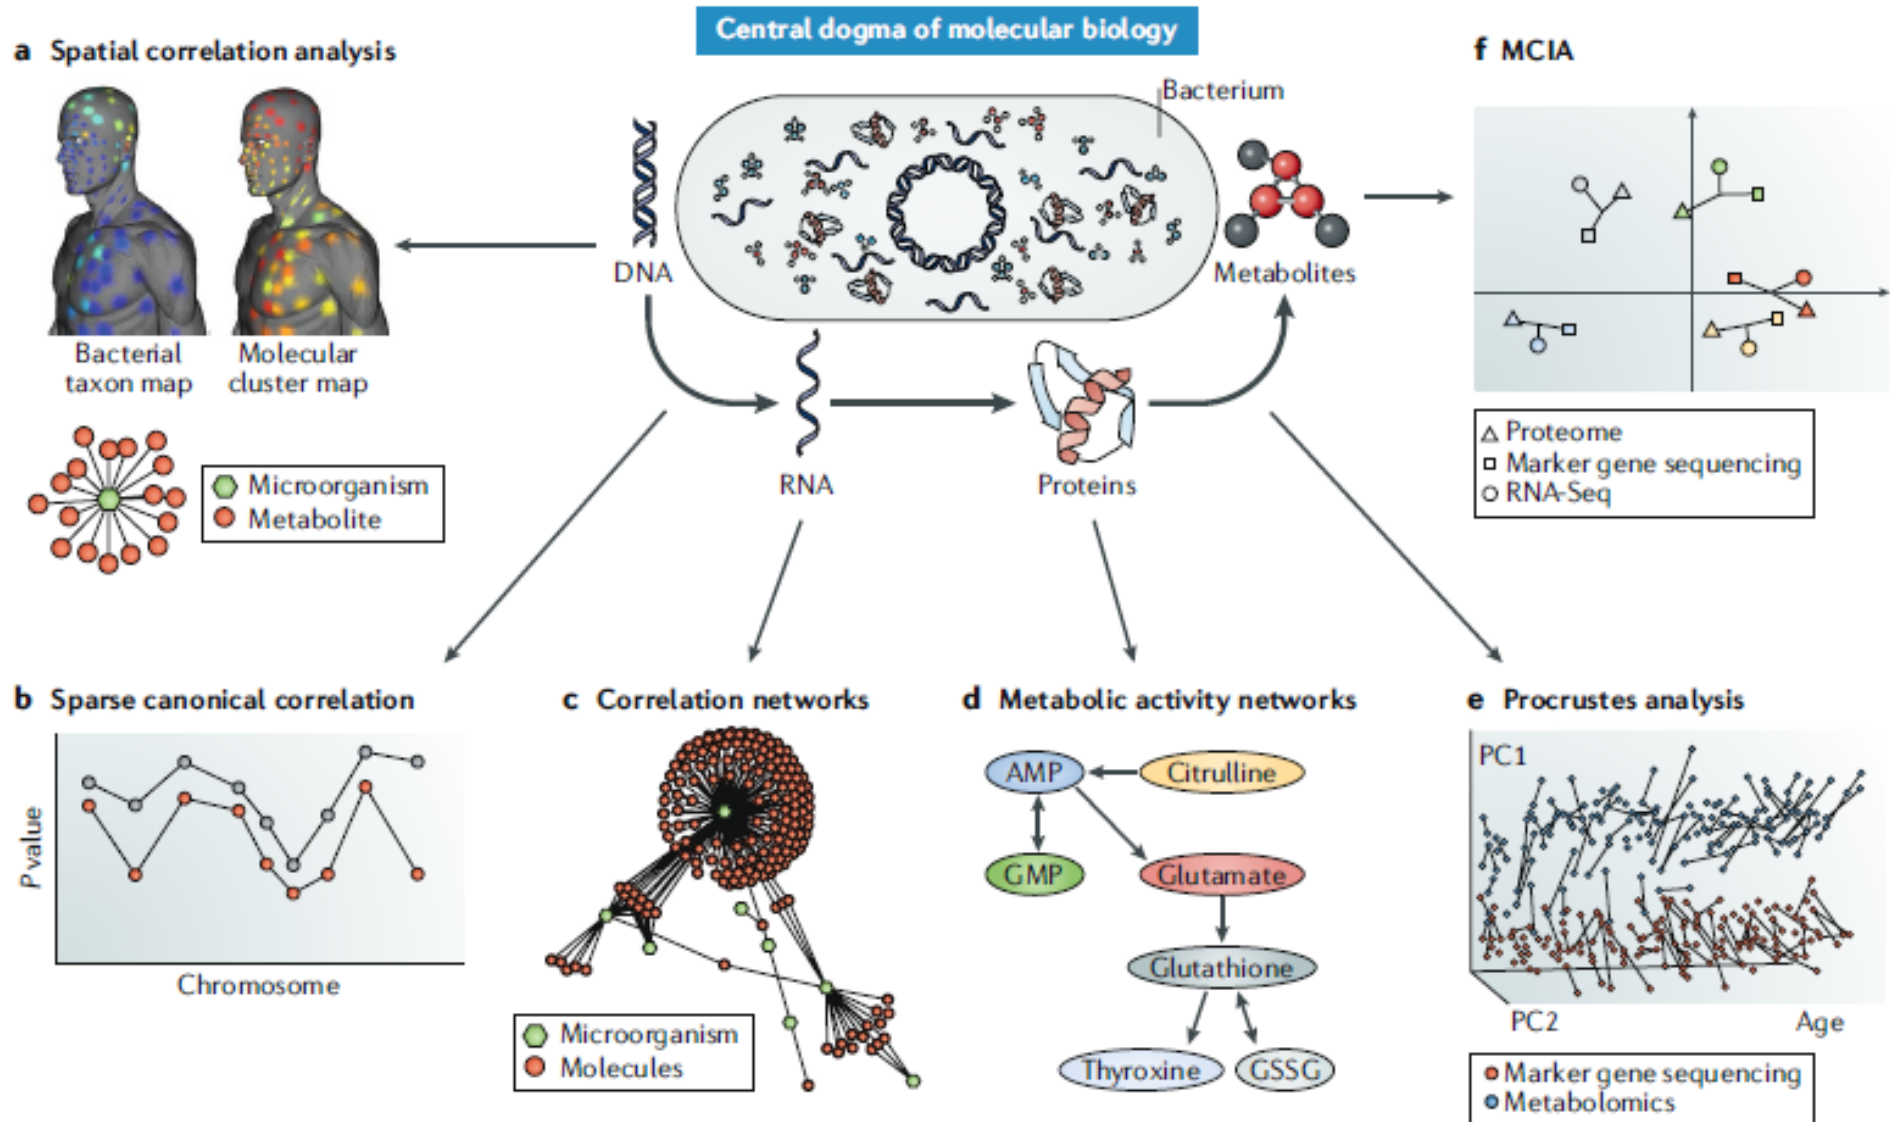 Central dogma of molecular biology
a Spatial correlation analysis
Bacterial
taxon map
Molecular
cluster map
Microorganism
Metabolite
DNA
Bacterium
Metabolites
RNA
Proteins
f MCIA
Proteome
Marker gene sequencing
RNA-Seq
b Sparse canonical correlation
P value
Chromosome
c Correlation networks
Microorganism
Molecules
d Metabolic activity networks
AMP
Citrulline
GMP
Glutamate
Glutathione
Thyroxine
GSSG
e Procrustes analysis
PC1
PC2
Age
Marker gene sequencing
Metabolomics